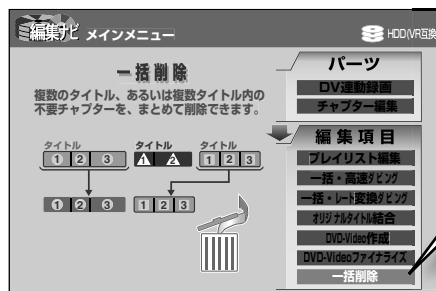 編集ナビ メインメニュー
HDD(VR互換
一括削除
複数のタイトル、あるいは複数タイトル内の
不要チャプターを、まとめて削除できます。
タイトル タイトル タイトル
1 2 3 1 2 1 2 3
1 2 3 1 2 3
パーツ
DV連動録画
チャプター編集
編集項目
プレイリスト編集
一括・高速ダビング
一括・レート変換ダビング
オリジナルタイトル結合
DVD-Video作成
DVD-Videoファイナライズ
一括削除